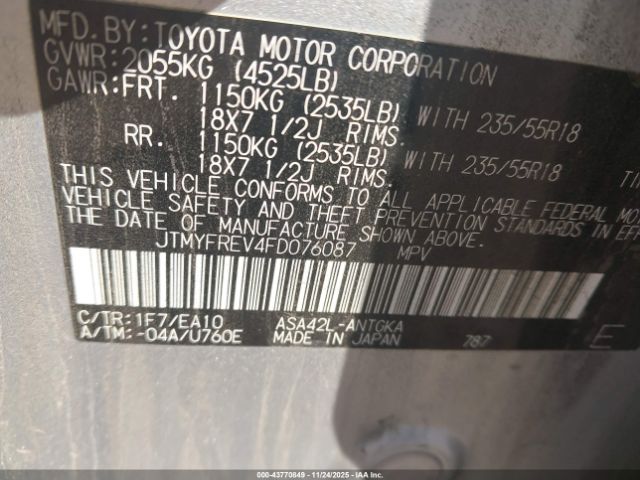 MFD. BY: TOYOTA MOTOR CORPORATION
GVWR: 2055KG (4525LB)
GAWR: FRT. 1150KG (2535LB) WITH 235/55R18
18X7 1/2J RIMS.
RR. 1150KG (2535LB) WITH 235/55R18
18X7 1/2J RIMS.
THIS VEHICLE CONFORMS TO ALL APPLICABLE FEDERAL
VEHICLE SAFETY AND THEFT PREVENTION STANDARDS IN
THE DATE OF MANUFACTURE SHOWN ABOVE.
JTMYFREV4FD076087 MPV
C/TR: 1F7/EA10 ASA42L-ANTGKA
A/TM: -04A/U760E MADE IN JAPAN 787 E
000-43770849 - 11/24/2025 - IAA Inc.